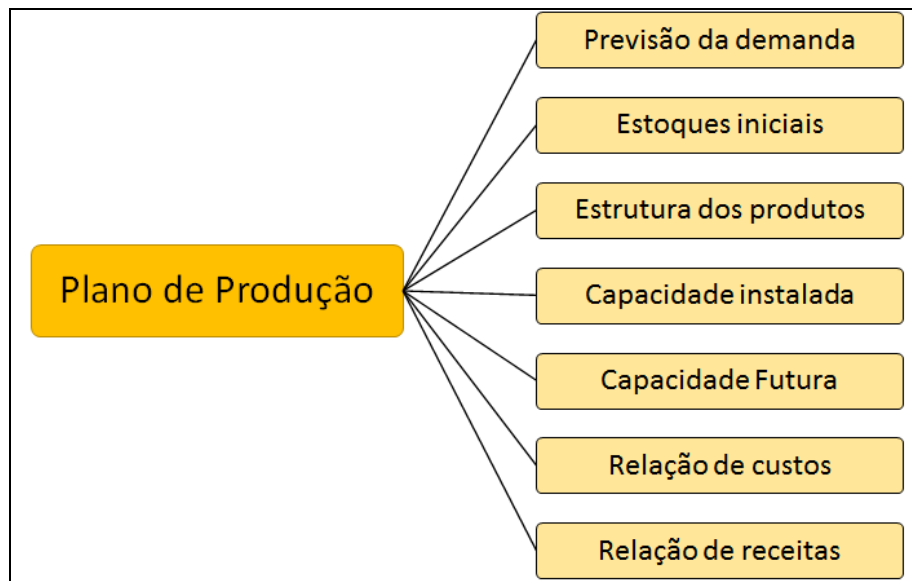 Plano de Produção
Previsão da demanda
Estoques iniciais
Estrutura dos produtos
Capacidade instalada
Capacidade Futura
Relação de custos
Relação de receitas